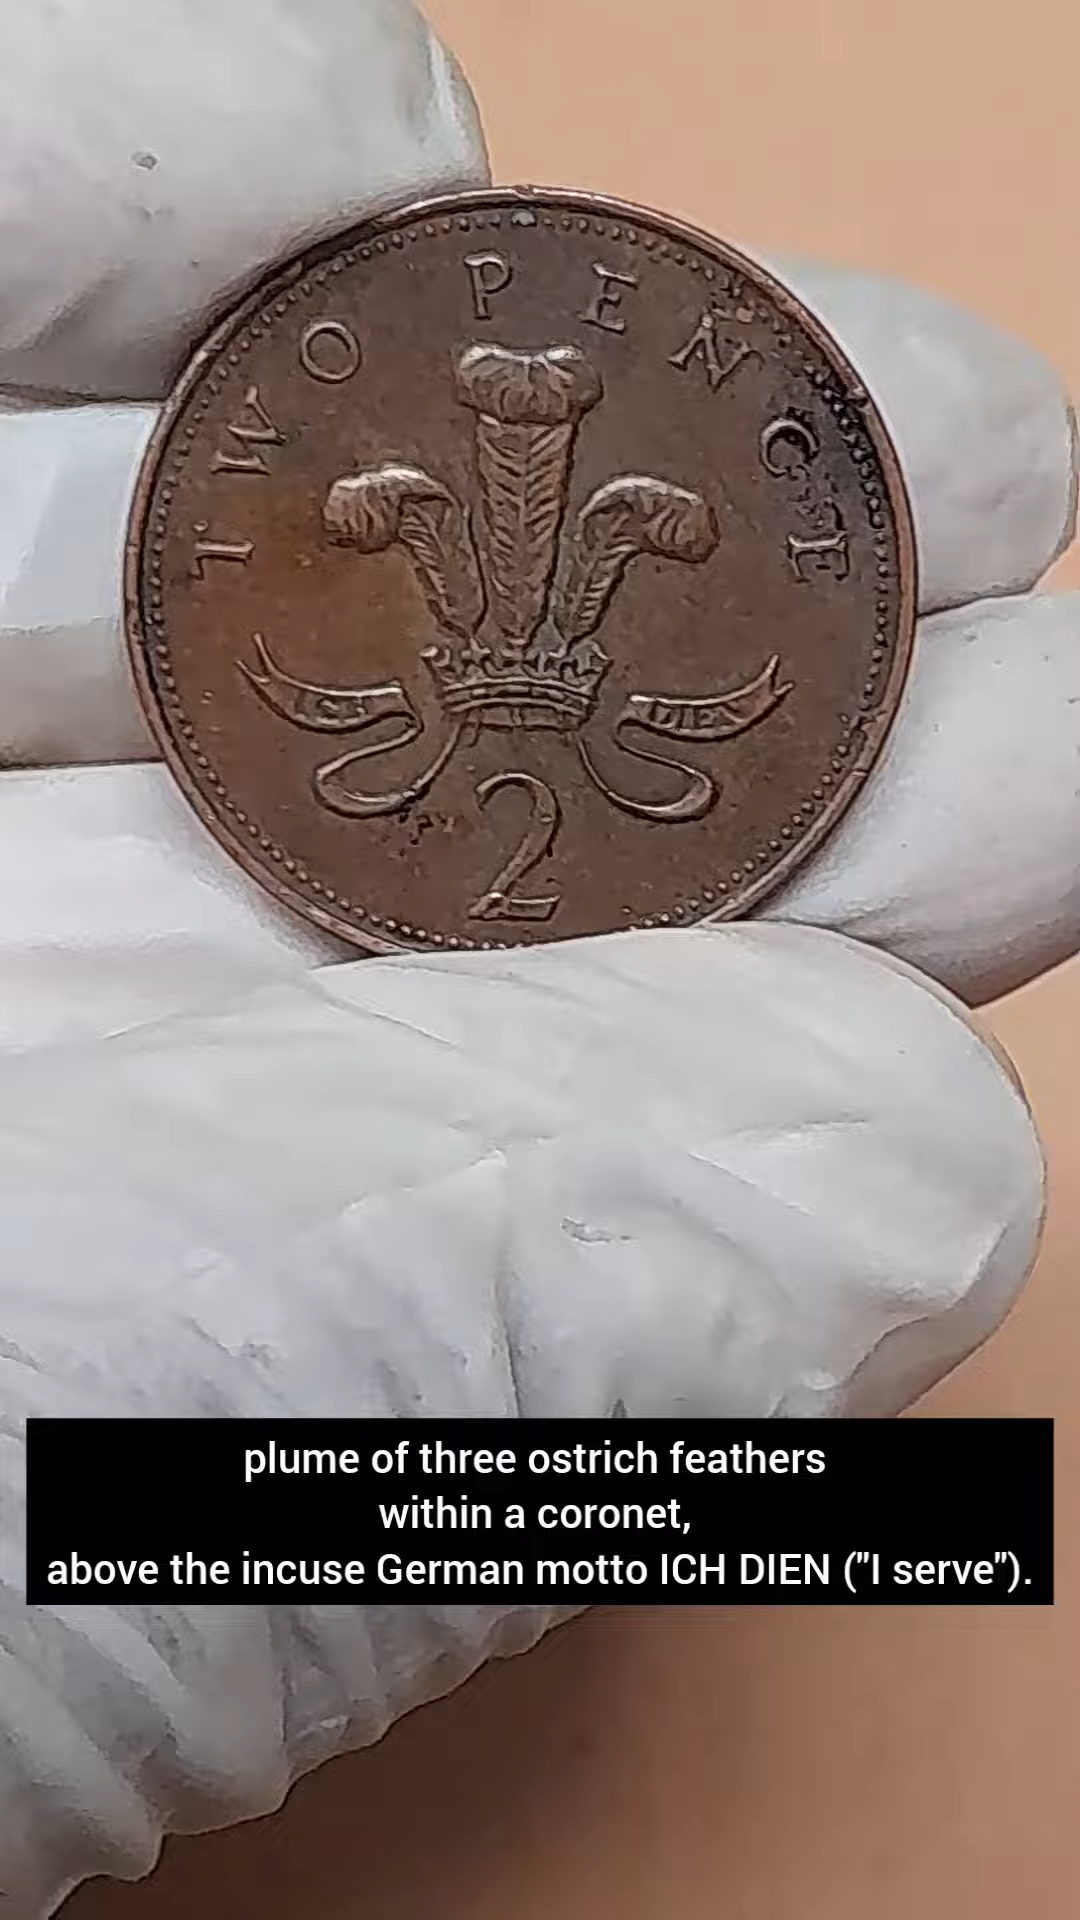 TWO PENCE
DIEN
2
plume of three ostrich feathers
within a coronet,
above the incuse German motto ICH DIEN ("I serve").